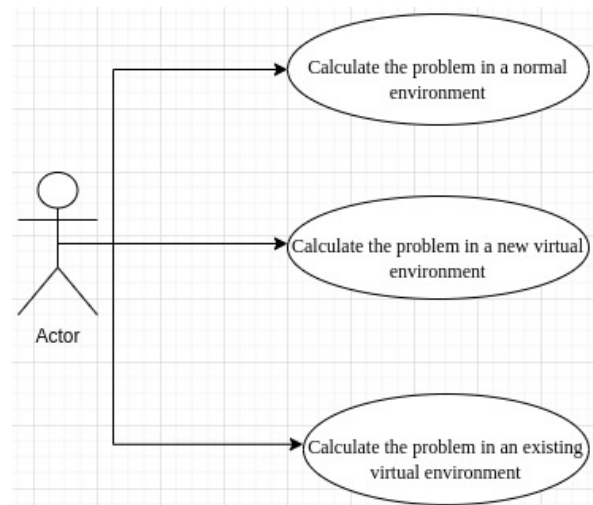 Calculate the problem in a normal
environment
Calculate the problem in a new virtual
environment
Actor
Calculate the problem in an existing
virtual environment